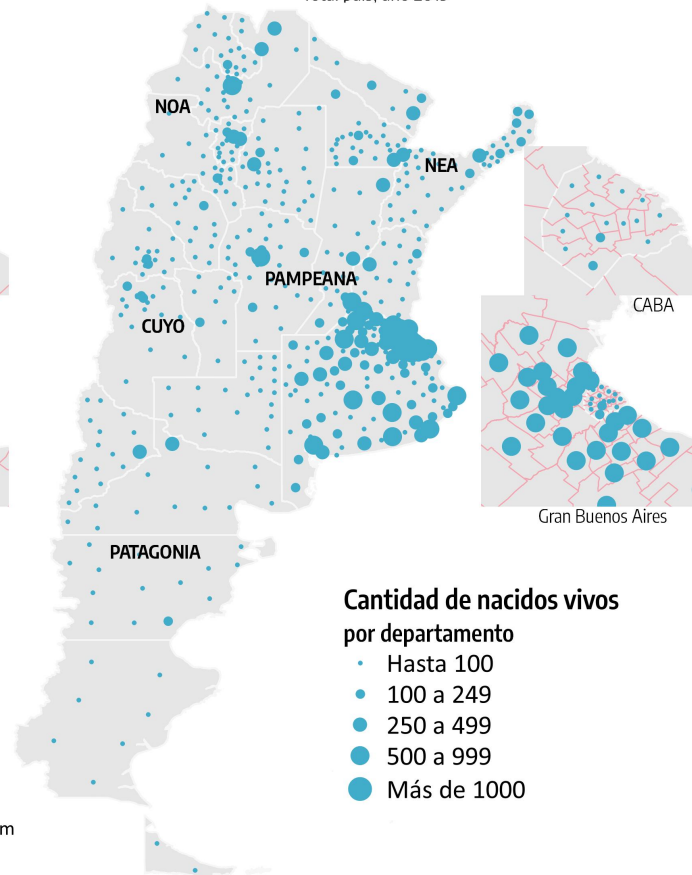 NOA
NEA
PAMPEANA
CABA
CUYO
Gran Buenos Aires
PATAGONIA
Cantidad de nacidos vivos
por departamento
Hasta 100
100 a 249
250 a 499
500 a 999
Más de 1000